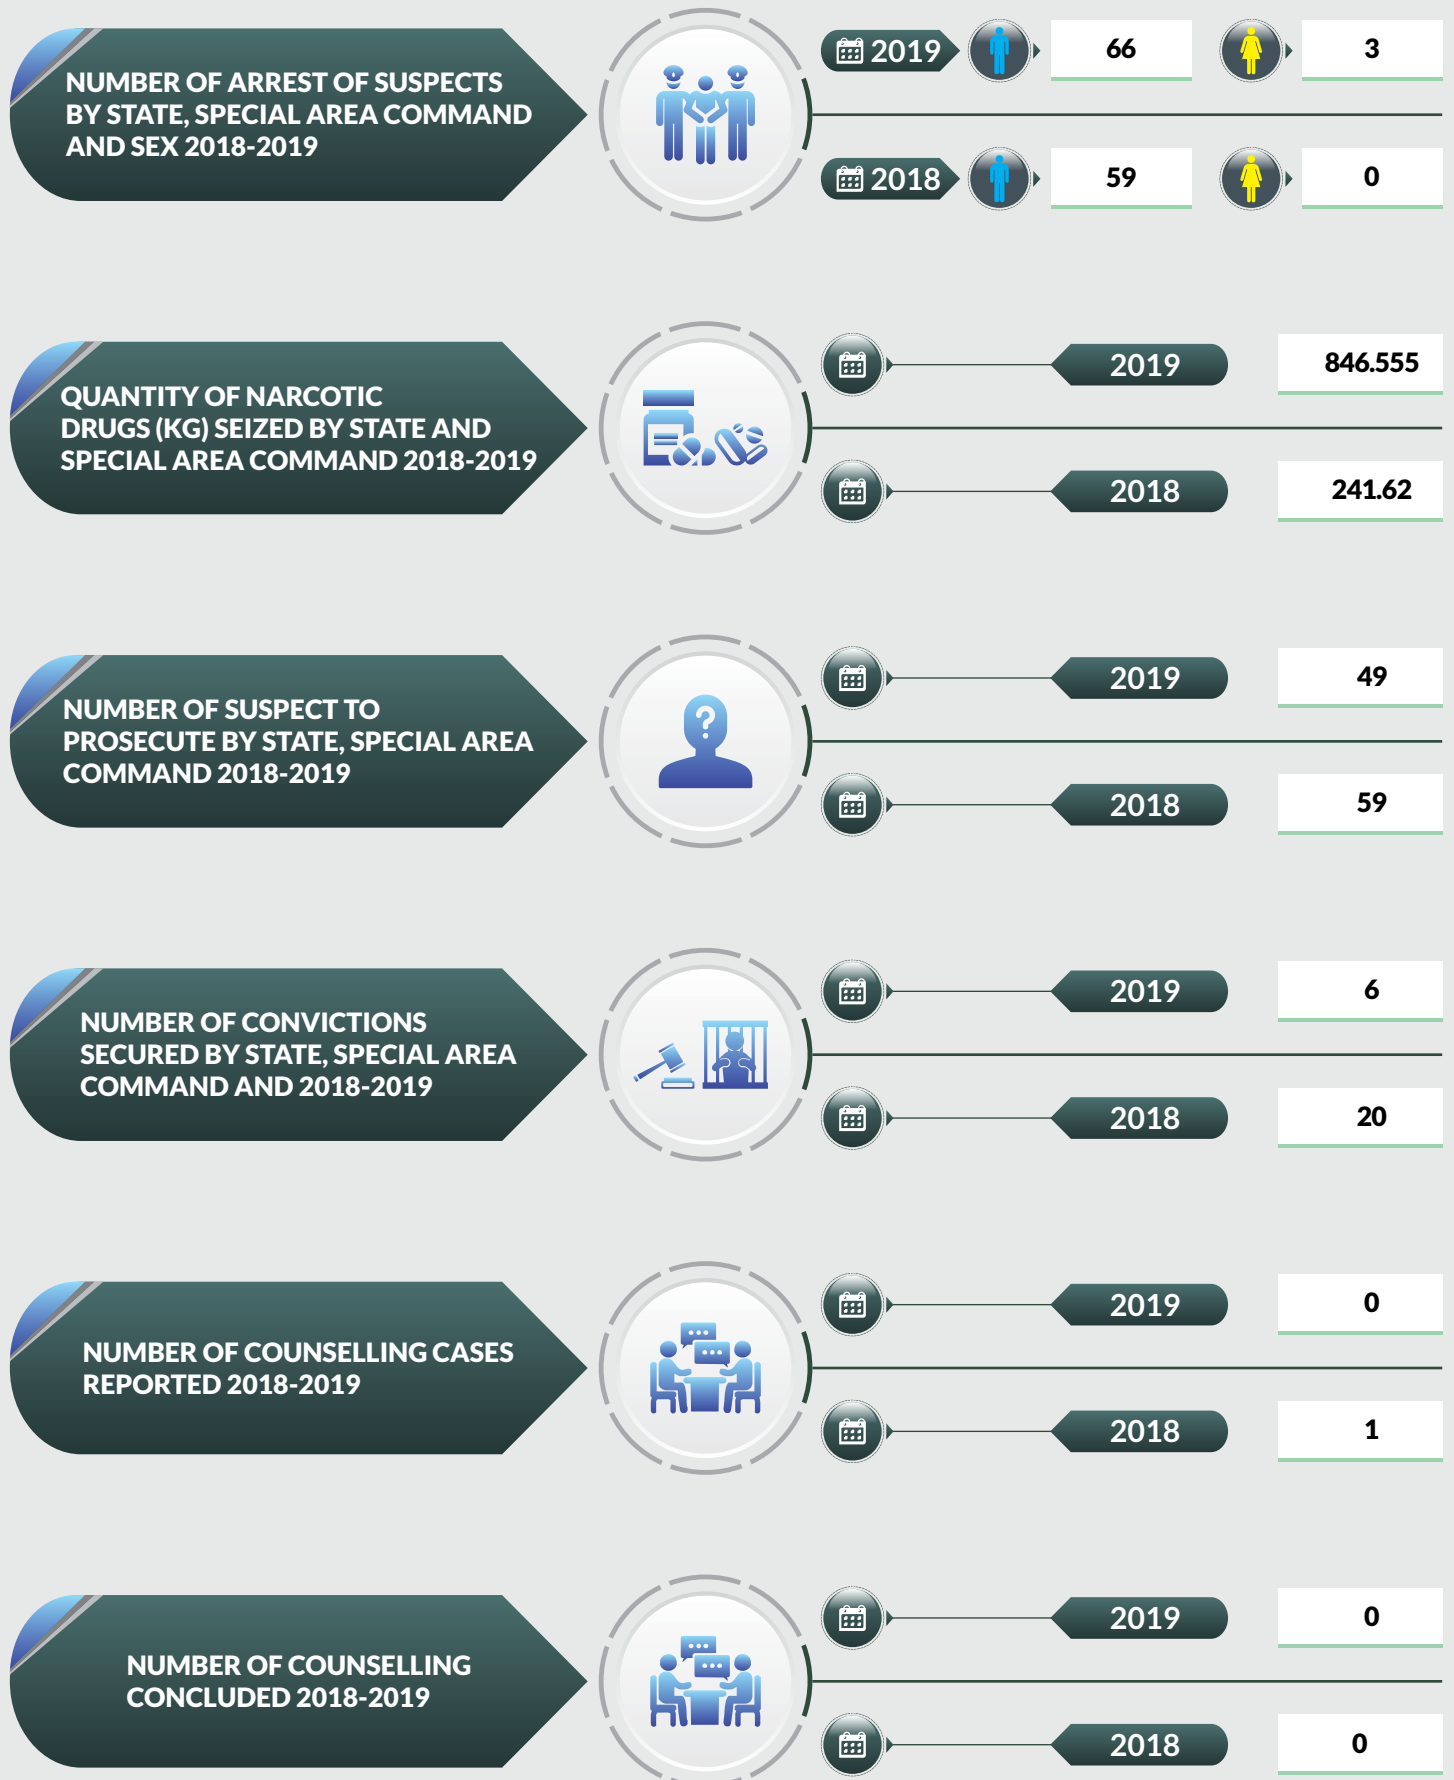 NUMBER OF ARREST OF SUSPECTS
BY STATE, SPECIAL AREA COMMAND
AND SEX 2018-2019
2019
66
3
2018
59
0
QUANTITY OF NARCOTIC
DRUGS (KG) SEIZED BY STATE AND
SPECIAL AREA COMMAND 2018-2019
2019
846.555
2018
241.62
NUMBER OF SUSPECT TO
PROSECUTE BY STATE, SPECIAL AREA
COMMAND 2018-2019
?
2019
49
2018
59
NUMBER OF CONVICTIONS
SECURED BY STATE, SPECIAL AREA
COMMAND AND 2018-2019
2019
6
2018
20
NUMBER OF COUNSELLING CASES
REPORTED 2018-2019
2019
0
2018
1
NUMBER OF COUNSELLING
CONCLUDED 2018-2019
2019
0
2018
0